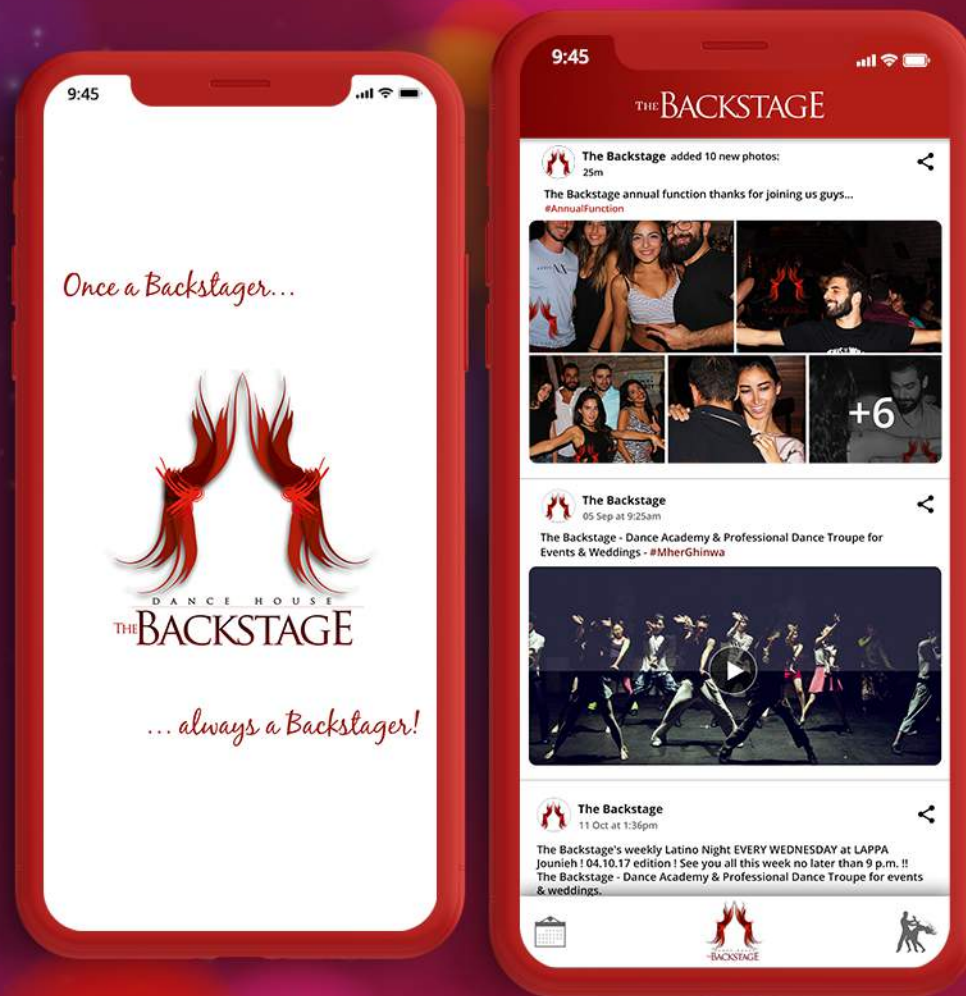 9:45
Once a Backstager...
DANCE HOUSE
THE BACKSTAGE
... always a Backstager!
9:45
THE BACKSTAGE
The Backstage added 10 new photos:
25m
The Backstage annual function thanks for joining us guys...
#AnnualFunction
+6
The Backstage
05 Sep at 9:25am
The Backstage - Dance Academy & Professional Dance Troupe for
Events & Weddings - #MherGhinwa
The Backstage
11 Oct at 1:36pm
The Backstage's weekly Latino Night EVERY WEDNESDAY at LAPPA
Jounieh ! 04.10.17 edition ! See you all this week no later than 9 p.m. !!
The Backstage - Dance Academy & Professional Dance Troupe for events
& weddings.
THE BACKSTAGE